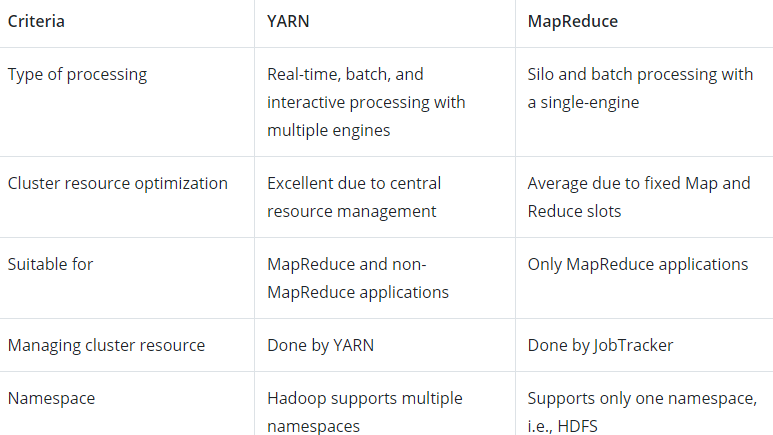 Criteria YARN MapReduce
Type of processing
Real-time, batch, and
interactive processing with
multiple engines
Silo and batch processing with
a single-engine
Cluster resource optimization
Excellent due to central
resource management
Average due to fixed Map and
Reduce slots
Suitable for
MapReduce and non-
MapReduce applications
Only MapReduce applications
Managing cluster resource
Done by YARN
Done by JobTracker
Namespace
Hadoop supports multiple
namespaces
Supports only one namespace,
i.e., HDFS